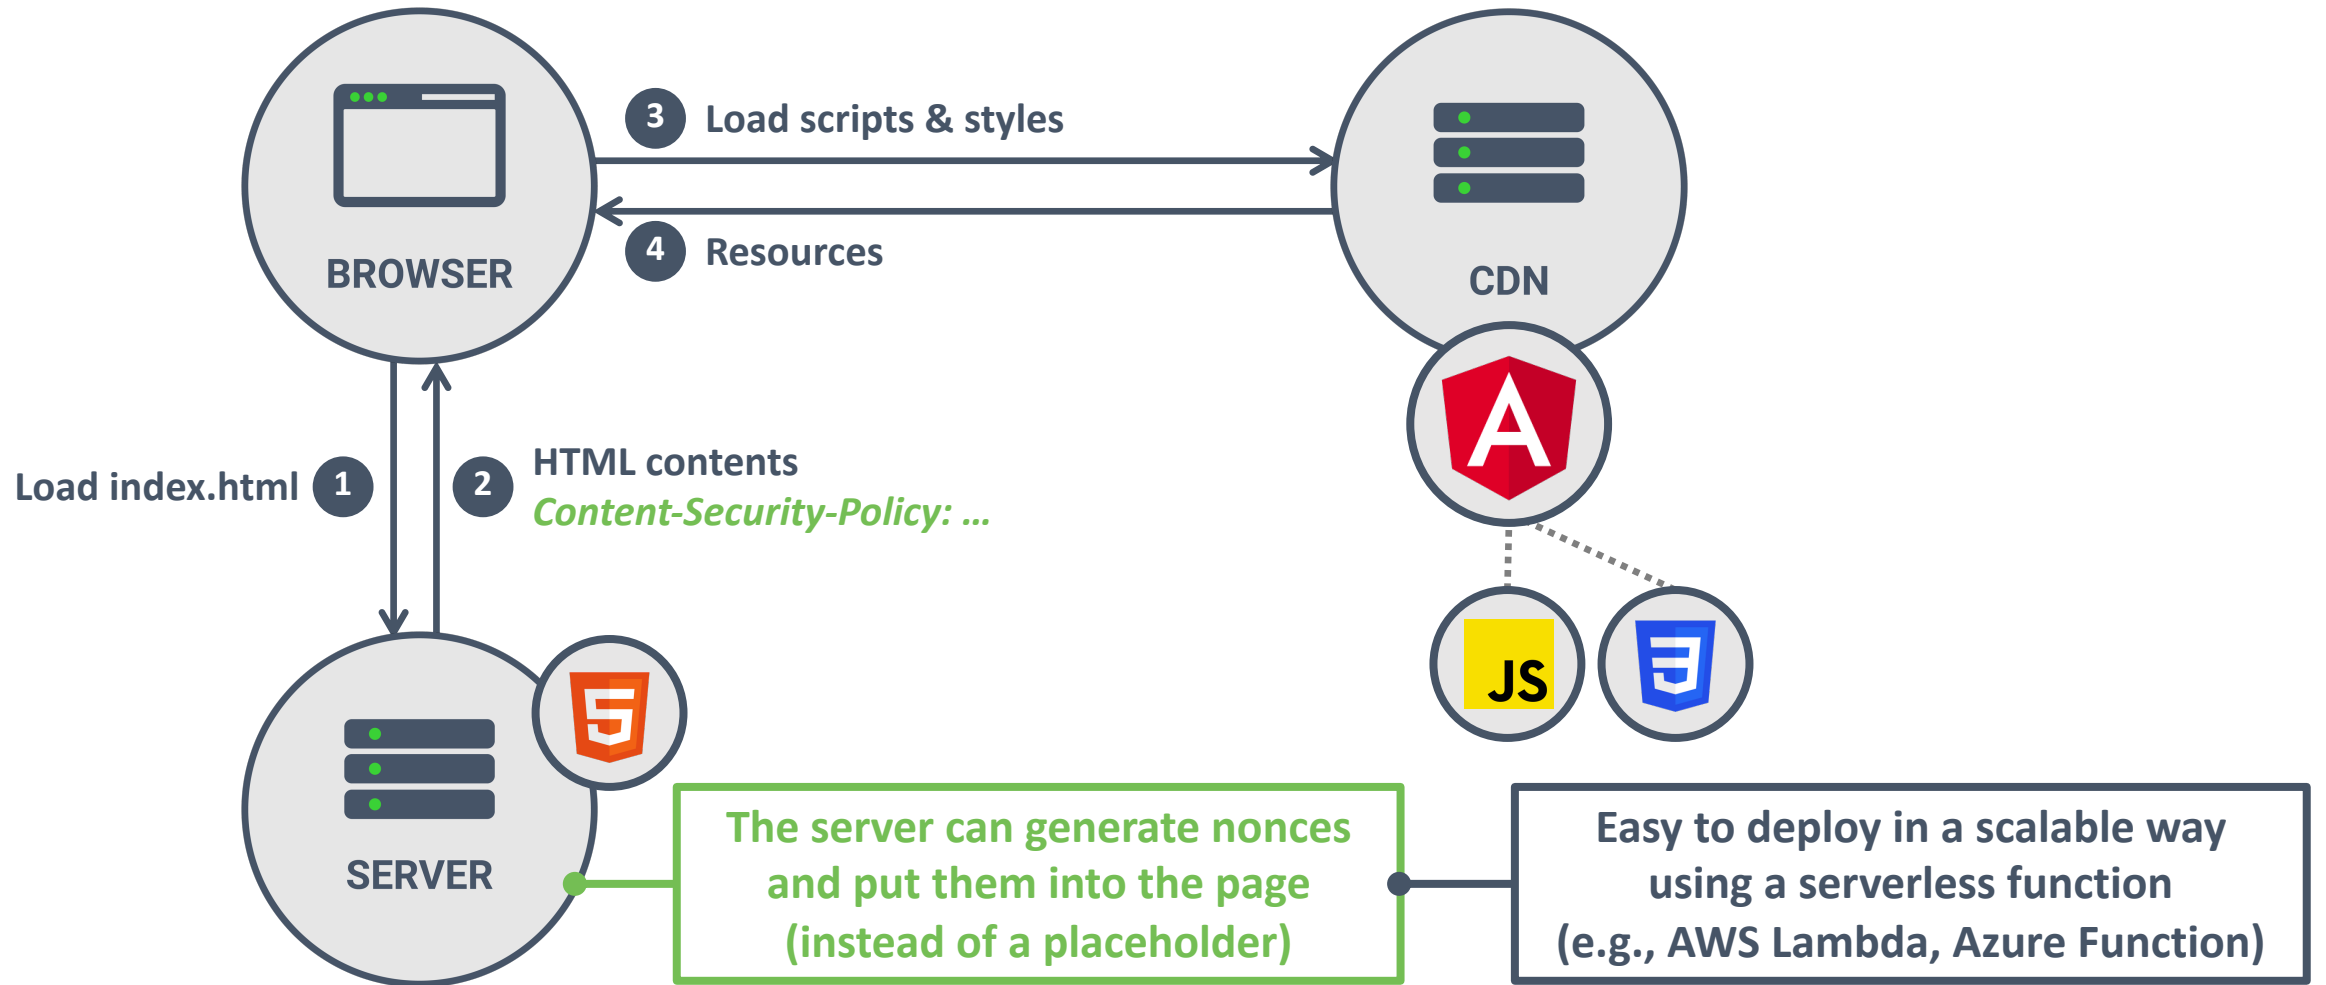 3 Load scripts & styles
4 Resources
BROWSER
CDN
Load index.html 1
2 HTML contents
Content-Security-Policy: ...
JS
SERVER
The server can generate nonces
and put them into the page
(instead of a placeholder)
Easy to deploy in a scalable way
using a serverless function
(e.g., AWS Lambda, Azure Function)